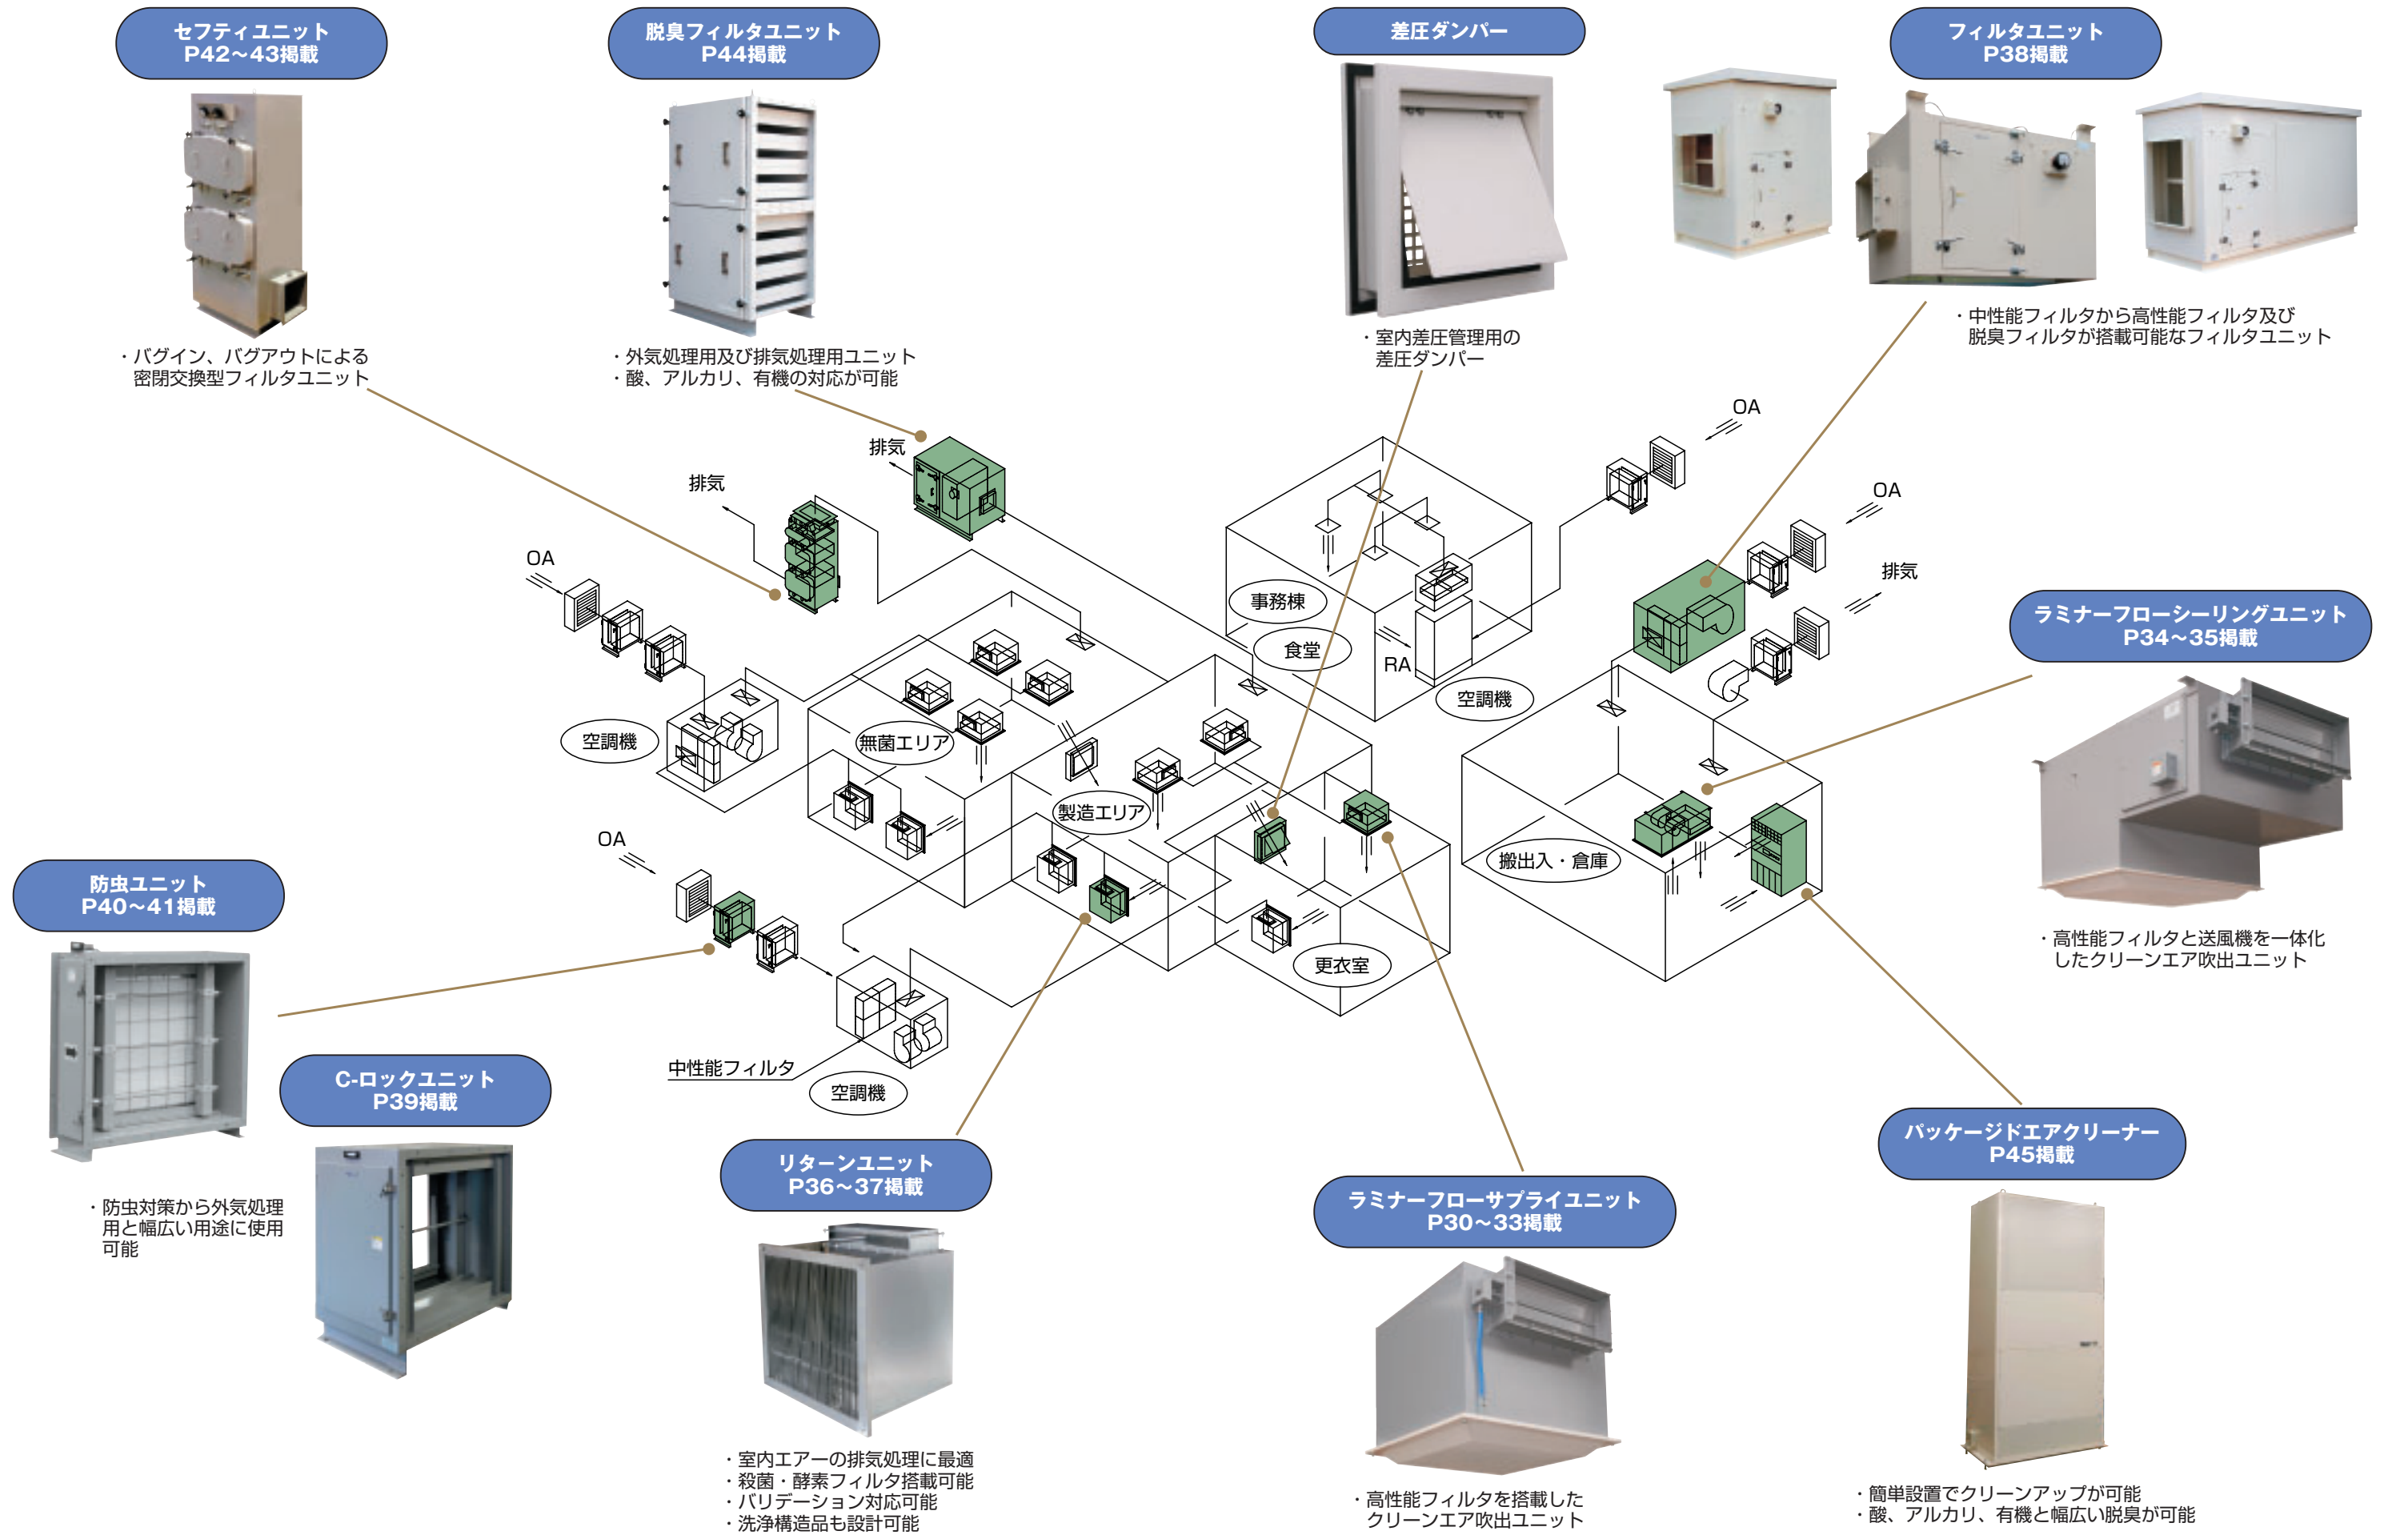 セフティユニット
P42～43掲載
・バグイン、バグアウトによる
密閉交換型フィルタユニット
脱臭フィルタユニット
P44掲載
・外気処理用及び排気処理用ユニット
・酸、アルカリ、有機の対応が可能
差圧ダンパー
・室内差圧管理用の
差圧ダンパー
フィルタユニット
P38掲載
・中性能フィルタから高性能フィルタ及び
脱臭フィルタが搭載可能なフィルタユニット
OA
排気
排気
OA
OA
排気
事務棟
食堂
RA
空調機
空調機
無菌エリア
製造エリア
搬出入・倉庫
OA
更衣室
中性能フィルタ
空調機
ラミナーフローシーリングユニット
P34～35掲載
・高性能フィルタと送風機を一体化
したクリーンエア吹出ユニット
防虫ユニット
P40～41掲載
C-ロックユニット
P39掲載
・防虫対策から外気処理
用と幅広い用途に使用
可能
リターンユニット
P36～37掲載
・室内エアーの排気処理に最適
・殺菌・酵素フィルタ搭載可能
・バリデーション対応可能
・洗浄構造品も設計可能
ラミナーフローサプライユニット
P30～33掲載
・高性能フィルタを搭載した
クリーンエア吹出ユニット
パッケージドエアクリーナー
P45掲載
・簡単設置でクリーンアップが可能
・酸、アルカリ、有機と幅広い脱臭が可能